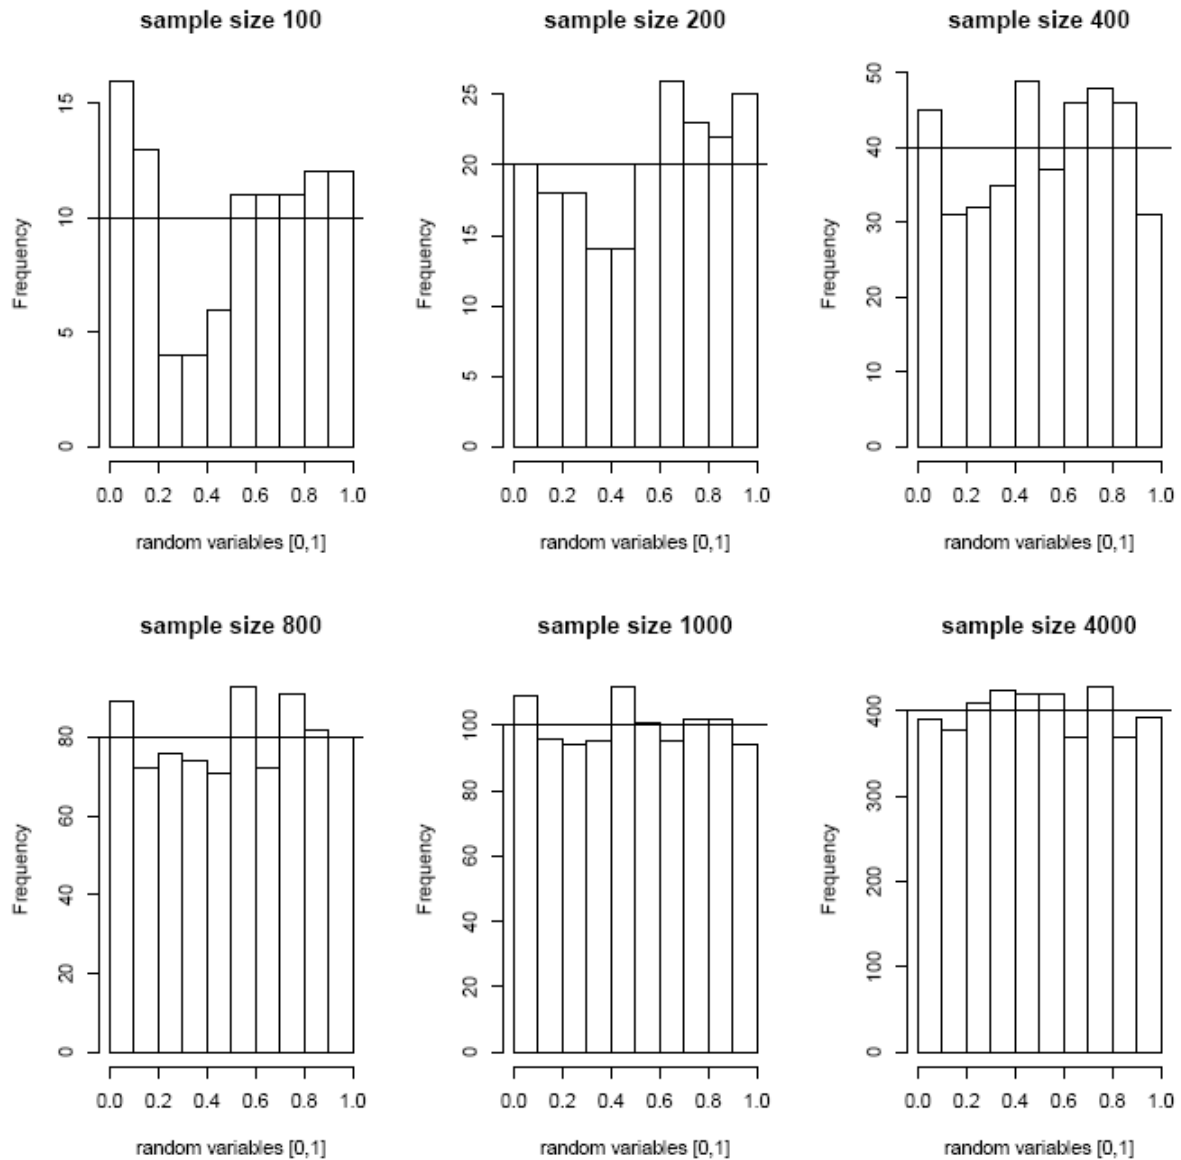 sample size 100
Frequency
0 5 10 15
0.0 0.2 0.4 0.6 0.8 1.0
random variables [0,1]
sample size 200
Frequency
0 5 10 15 20 25
0.0 0.2 0.4 0.6 0.8 1.0
random variables [0,1]
sample size 400
Frequency
0 10 20 30 40 50
0.0 0.2 0.4 0.6 0.8 1.0
random variables [0,1]
sample size 800
Frequency
0 20 40 60 80
0.0 0.2 0.4 0.6 0.8 1.0
random variables [0,1]
sample size 1000
Frequency
0 20 40 60 80 100
0.0 0.2 0.4 0.6 0.8 1.0
random variables [0,1]
sample size 4000
Frequency
0 100 200 300 400
0.0 0.2 0.4 0.6 0.8 1.0
random variables [0,1]